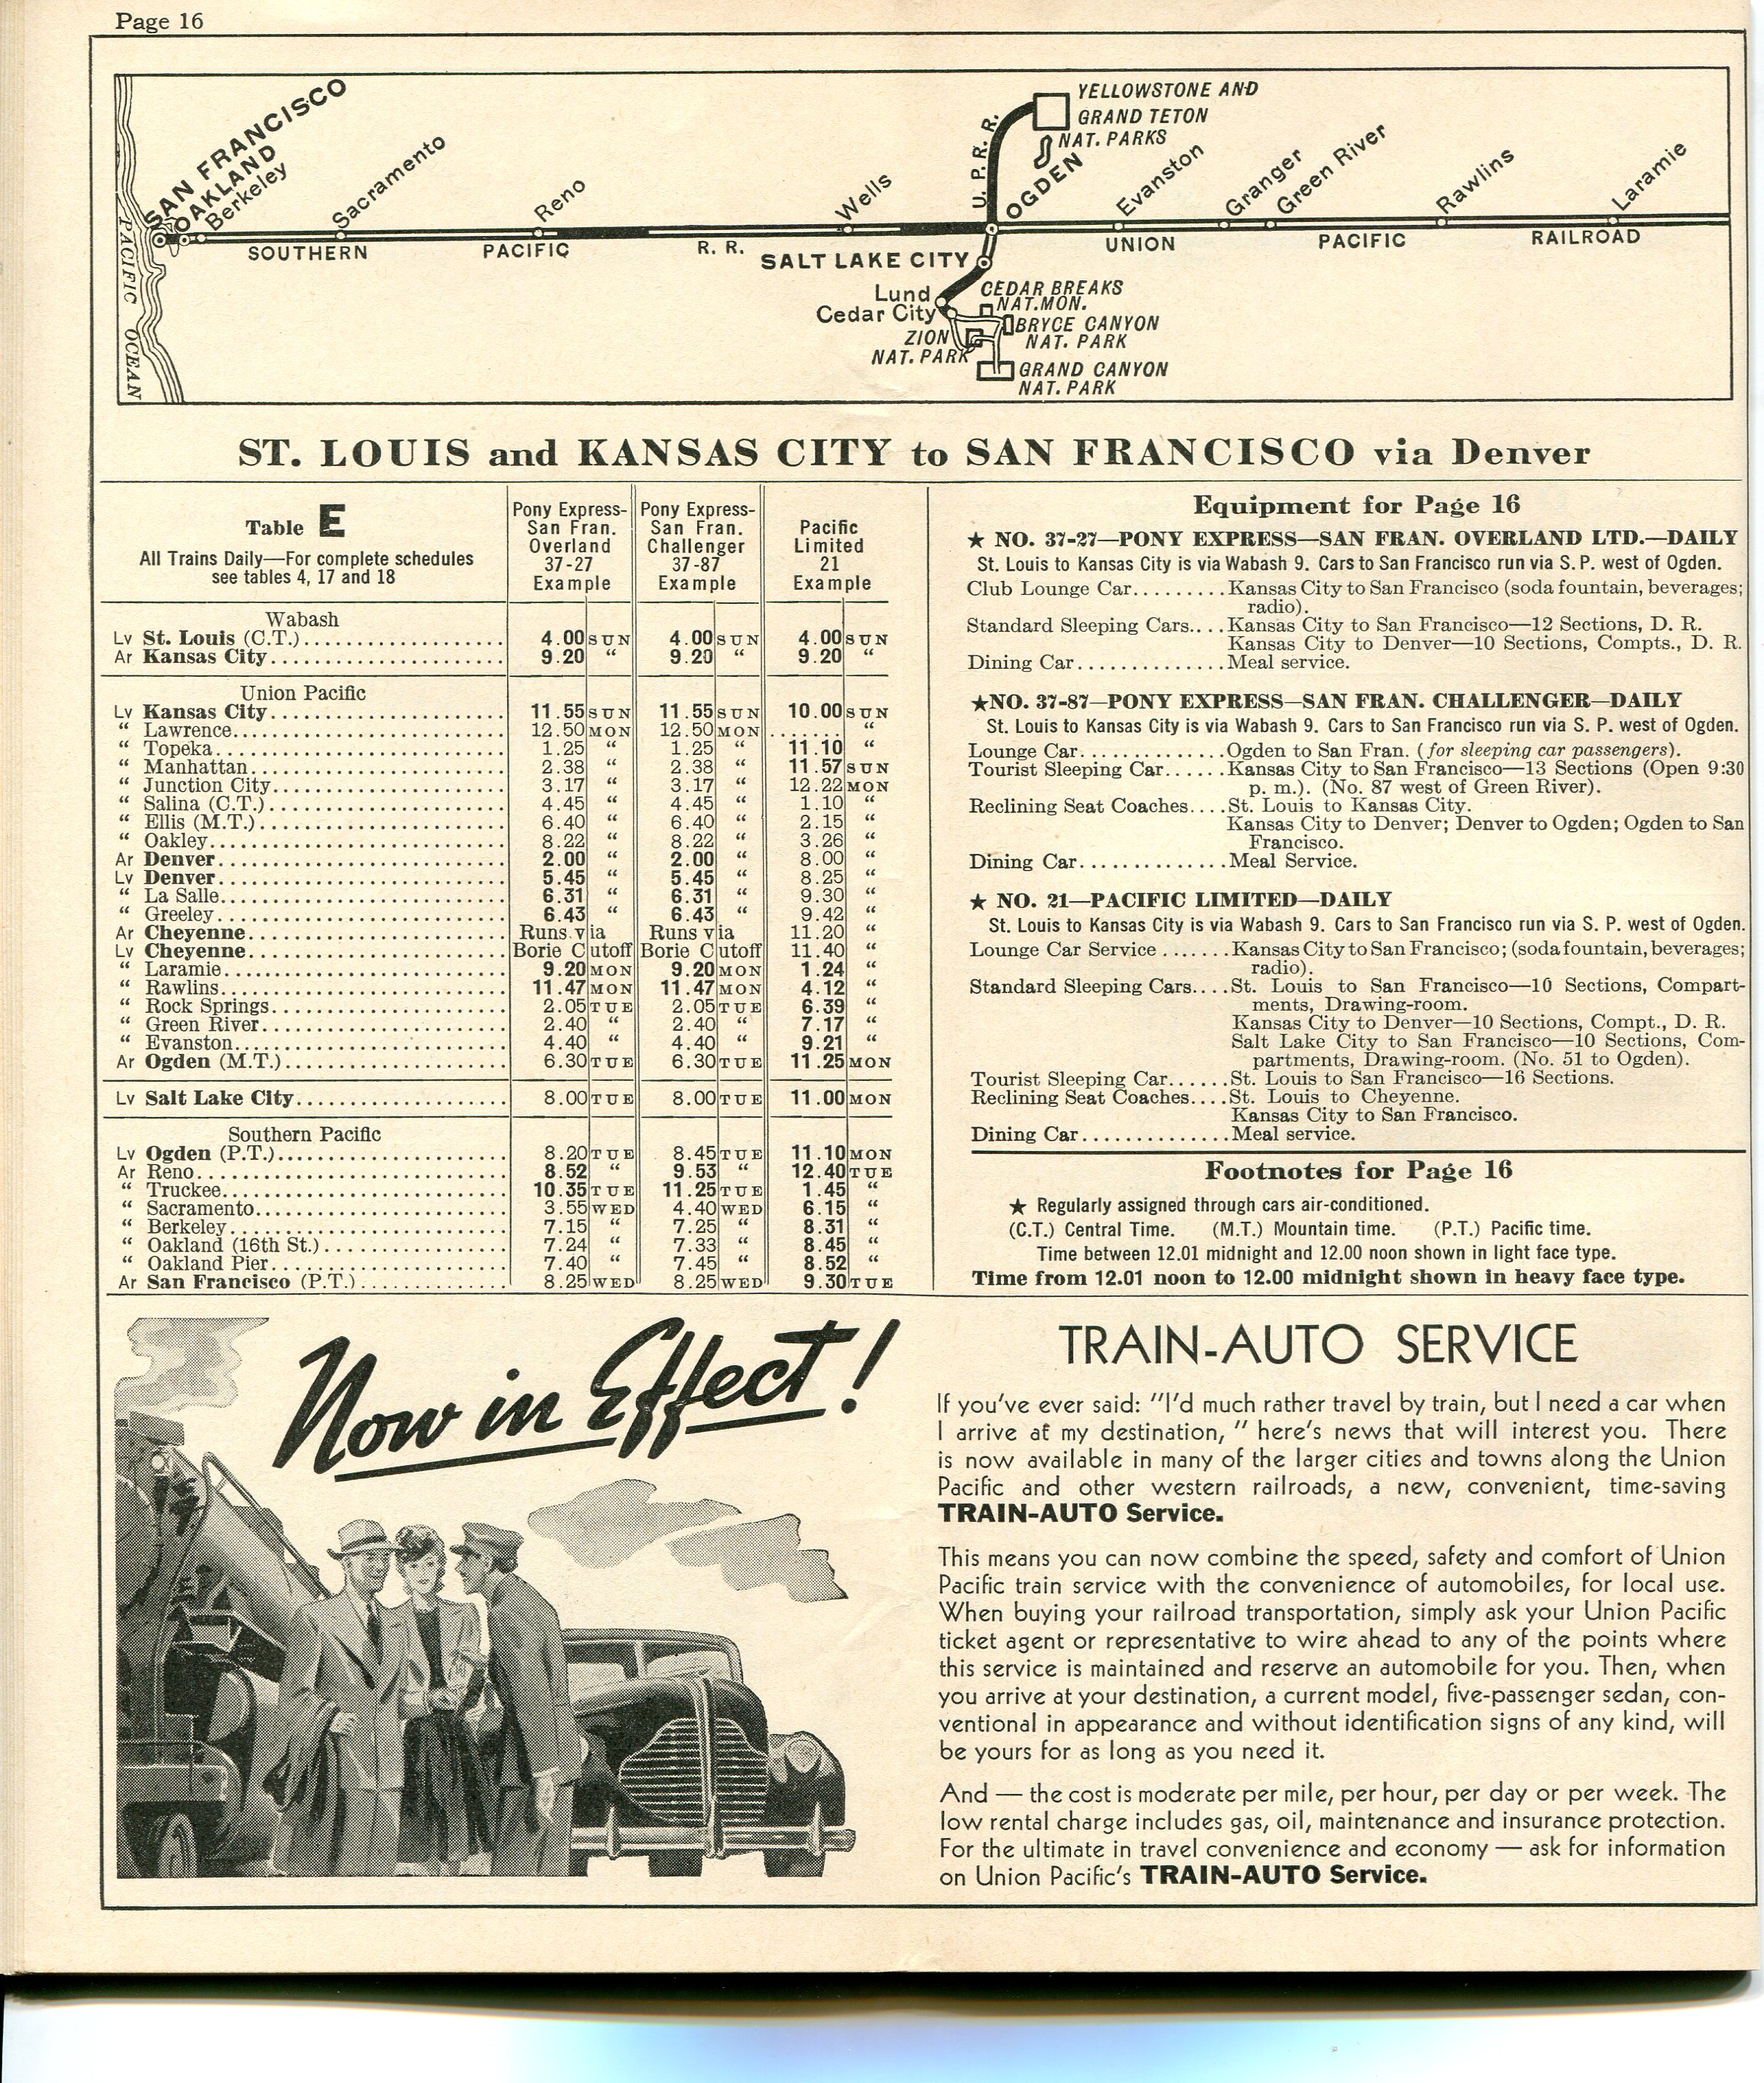 Page 16
SAN FRANCISCO
OAKLAND
Berkeley
Sacramento
Reno
Wells
U. P. R. R.
OGDEN
YELLOWSTONE AND
GRAND TETON
NAT. PARKS
Evanston
Granger
Green River
Rawlins
Laramie
SOUTHERN PACIFIC R. R.
UNION PACIFIC RAILROAD
SALT LAKE CITY
Lund
Cedar City
CEDAR BREAKS
NAT. MON.
BRYCE CANYON
NAT. PARK
ZION
NAT. PARK
GRAND CANYON
NAT. PARK
PACIFIC OCEAN
ST. LOUIS and KANSAS CITY to SAN FRANCISCO via Denver
Table E
All Trains Daily—For complete schedules
see tables 4, 17 and 18
Pony Express-
San Fran.
Overland
37-27
Example
Pony Express-
San Fran.
Challenger
37-87
Example
Pacific
Limited
21
Example
Wabash
Lv St. Louis (C.T.) 4.00 SUN 4.00 SUN 4.00 SUN
Ar Kansas City 9.20 “ 9.20 “ 9.20 “
Union Pacific
Lv Kansas City 11.55 SUN 11.55 SUN 10.00 SUN
“ Lawrence 12.50 MON 12.50 MON ....... “
“ Topeka 1.25 “ 1.25 “ 11.10 “
“ Manhattan 2.38 “ 2.38 “ 11.57 SUN
“ Junction City 3.17 “ 3.17 “ 12.22 MON
“ Salina (C.T.) 4.45 “ 4.45 “ 1.10 “
“ Ellis (M.T.) 6.40 “ 6.40 “ 2.15 “
“ Oakley 8.22 “ 8.22 “ 3.26 “
Ar Denver 2.00 “ 2.00 “ 8.00 “
Lv Denver 5.45 “ 5.45 “ 8.25 “
“ La Salle 6.31 “ 6.31 “ 9.30 “
“ Greeley 6.43 “ 6.43 “ 9.42 “
Ar Cheyenne Runs via Runs via 11.20 “
Lv Cheyenne Borie Cutoff Borie Cutoff 11.40 “
“ Laramie 9.20 MON 9.20 MON 1.24 “
“ Rawlins 11.47 MON 11.47 MON 4.12 “
“ Rock Springs 2.05 TUE 2.05 TUE 6.39 “
“ Green River 2.40 “ 2.40 “ 7.17 “
“ Evanston 4.40 “ 4.40 “ 9.21 “
Ar Ogden (M.T.) 6.30 TUE 6.30 TUE 11.25 MON
Lv Salt Lake City 8.00 TUE 8.00 TUE 11.00 MON
Southern Pacific
Lv Ogden (P.T.) 8.20 TUE 8.45 TUE 11.10 MON
Ar Reno 8.52 “ 9.53 “ 12.40 TUE
“ Truckee 10.35 TUE 11.25 TUE 1.45 “
“ Sacramento 3.55 WED 4.40 WED 6.15 “
“ Berkeley 7.15 “ 7.25 “ 8.31 “
“ Oakland (16th St.) 7.24 “ 7.33 “ 8.45 “
“ Oakland Pier 7.40 “ 7.45 “ 8.52 “
Ar San Francisco (P.T.) 8.25 WED 8.25 WED 9.30 TUE
Equipment for Page 16
★ NO. 37-27—PONY EXPRESS—SAN FRAN. OVERLAND LTD.—DAILY
St. Louis to Kansas City is via Wabash 9. Cars to San Francisco run via S. P. west of Ogden.
Club Lounge Car.........Kansas City to San Francisco (soda fountain, beverages;
radio).
Standard Sleeping Cars....Kansas City to San Francisco—12 Sections, D. R.
Kansas City to Denver—10 Sections, Compts., D. R.
Dining Car..............Meal service.
★NO. 37-87—PONY EXPRESS—SAN FRAN. CHALLENGER—DAILY
St. Louis to Kansas City is via Wabash 9. Cars to San Francisco run via S. P. west of Ogden.
Lounge Car..............Ogden to San Fran. (for sleeping car passengers).
Tourist Sleeping Car......Kansas City to San Francisco—13 Sections (Open 9:30
p. m.). (No. 87 west of Green River).
Reclining Seat Coaches....St. Louis to Kansas City.
Kansas City to Denver; Denver to Ogden; Ogden to San
Francisco.
Dining Car..............Meal Service.
★ NO. 21—PACIFIC LIMITED—DAILY
St. Louis to Kansas City is via Wabash 9. Cars to San Francisco run via S. P. west of Ogden.
Lounge Car Service .......Kansas City to San Francisco; (soda fountain, beverages;
radio).
Standard Sleeping Cars....St. Louis to San Francisco—10 Sections, Compart-
ments, Drawing-room.
Kansas City to Denver—10 Sections, Compt., D. R.
Salt Lake City to San Francisco—10 Sections, Com-
partments, Drawing-room. (No. 51 to Ogden).
Tourist Sleeping Car......St. Louis to San Francisco—16 Sections.
Reclining Seat Coaches....St. Louis to Cheyenne.
Kansas City to San Francisco.
Dining Car..............Meal service.
Footnotes for Page 16
★ Regularly assigned through cars air-conditioned.
(C.T.) Central Time. (M.T.) Mountain time. (P.T.) Pacific time.
Time between 12.01 midnight and 12.00 noon shown in light face type.
Time from 12.01 noon to 12.00 midnight shown in heavy face type.
Now in Effect!
TRAIN-AUTO SERVICE
If you've ever said: "I'd much rather travel by train, but I need a car when
I arrive at my destination, " here's news that will interest you. There
is now available in many of the larger cities and towns along the Union
Pacific and other western railroads, a new, convenient, time-saving
TRAIN-AUTO Service.
This means you can now combine the speed, safety and comfort of Union
Pacific train service with the convenience of automobiles, for local use.
When buying your railroad transportation, simply ask your Union Pacific
ticket agent or representative to wire ahead to any of the points where
this service is maintained and reserve an automobile for you. Then, when
you arrive at your destination, a current model, five-passenger sedan, con-
ventional in appearance and without identification signs of any kind, will
be yours for as long as you need it.
And — the cost is moderate per mile, per hour, per day or per week. The
low rental charge includes gas, oil, maintenance and insurance protection.
For the ultimate in travel convenience and economy — ask for information
on Union Pacific's TRAIN-AUTO Service.